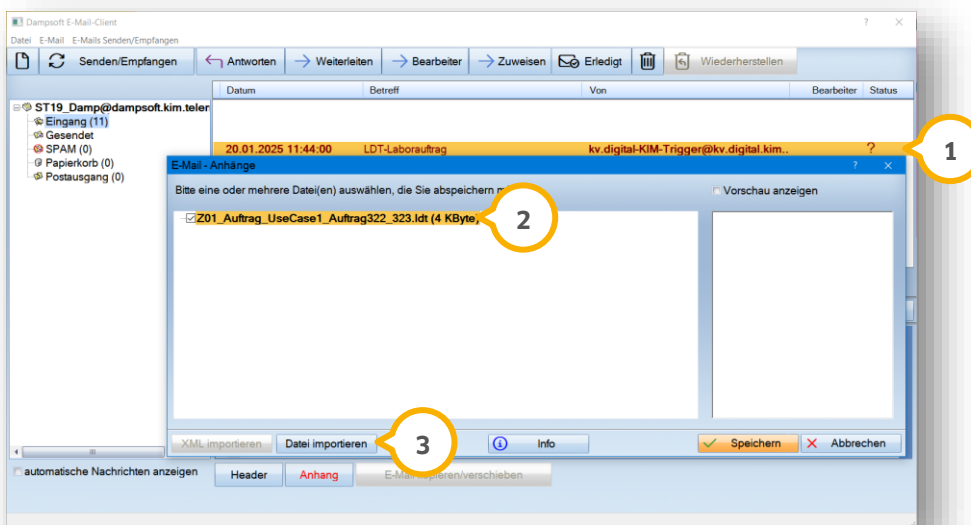 Dampsoft E-Mail-Client
Datei E-Mail E-Mails Senden/Empfangen
Senden/Empfangen Antworten Weiterleiten Bearbeiter Zuweisen Erledigt Wiederherstellen
Datum Betreff Von Bearbeiter Status
ST19_Damp@dampsoft.kim.teler
Eingang (11)
Gesendet
SPAM (0)
Papierkorb (0)
Postausgang (0)
20.01.2025 11:44:00 LDT-Laborauftrag kv.digital-KIM-Trigger@kv.digital.kim.. ?
1
E-Mail - Anhänge
Bitte eine oder mehrere Datei(en) auswählen, die Sie abspeichern
Vorschau anzeigen
Z01_Auftrag_UseCase1_Auftrag322_323.ldt (4 KByte)
2
XML importieren Datei importieren Info Speichern Abbrechen
3
automatische Nachrichten anzeigen
Header Anhang E-Mail kopieren/verschieben